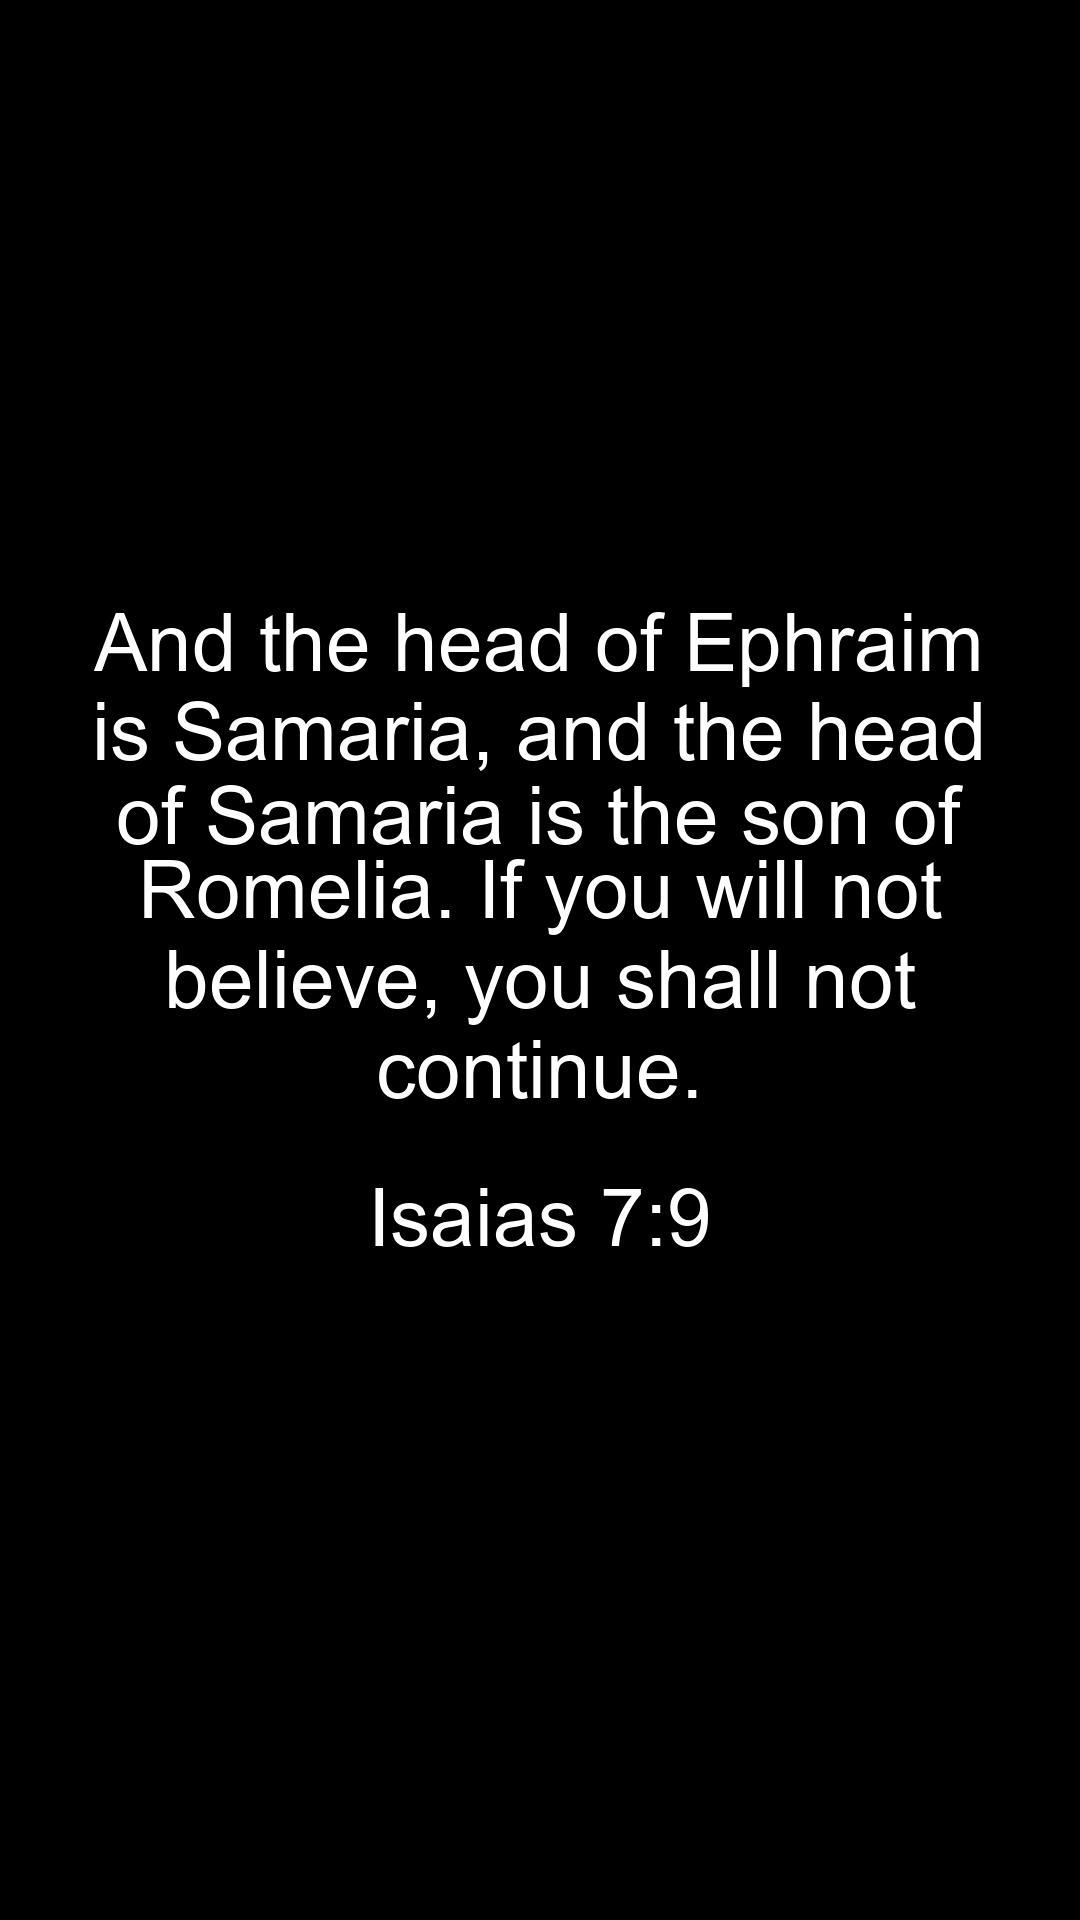 And the head of Ephraim
is Samaria, and the head
of Samaria is the son of
Romelia. If you will not
believe, you shall not
continue.
Isaias 7:9